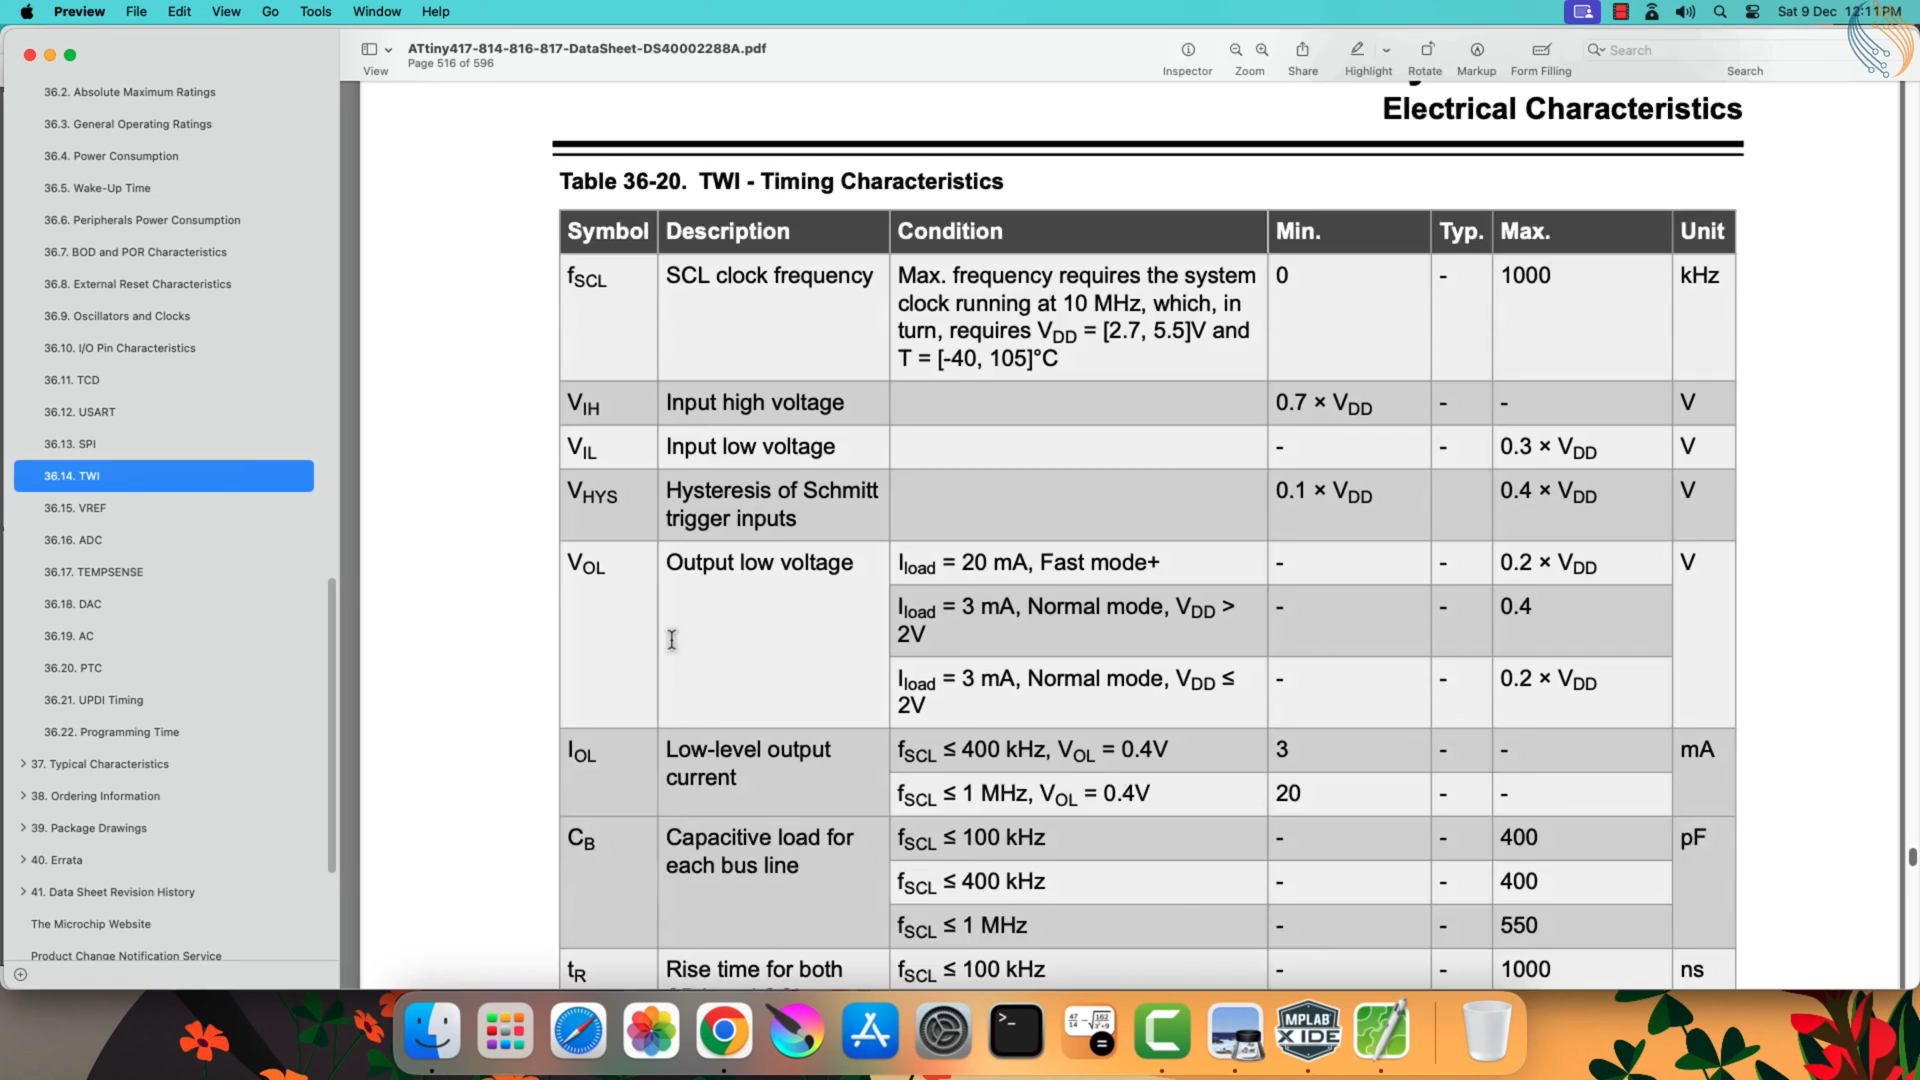 Preview File Edit View Go Tools Window Help
Sat 9 Dec 12:11PM
ATtiny417-814-816-817-DataSheet-DS40002288A.pdf
Page 516 of 596
View
Inspector Zoom Share Highlight Rotate Markup Form Filling Search
Search
36.2. Absolute Maximum Ratings
36.3. General Operating Ratings
36.4. Power Consumption
36.5. Wake-Up Time
36.6. Peripherals Power Consumption
36.7. BOD and POR Characteristics
36.8. External Reset Characteristics
36.9. Oscillators and Clocks
36.10. I/O Pin Characteristics
36.11. TCD
36.12. USART
36.13. SPI
36.14. TWI
36.15. VREF
36.16. ADC
36.17. TEMPSENSE
36.18. DAC
36.19. AC
36.20. PTC
36.21. UPDI Timing
36.22. Programming Time
37. Typical Characteristics
38. Ordering Information
39. Package Drawings
40. Errata
41. Data Sheet Revision History
The Microchip Website
Product Change Notification Service
Electrical Characteristics
Table 36-20. TWI - Timing Characteristics
Symbol Description Condition Min. Typ. Max. Unit
fSCL SCL clock frequency Max. frequency requires the system 0 - 1000 kHz
clock running at 10 MHz, which, in
turn, requires VDD = [2.7, 5.5]V and
T = [-40, 105]°C
VIH Input high voltage 0.7 × VDD - - V
VIL Input low voltage - - 0.3 × VDD V
VHYS Hysteresis of Schmitt 0.1 × VDD 0.4 × VDD V
trigger inputs
VOL Output low voltage Iload = 20 mA, Fast mode+ - - 0.2 × VDD V
Iload = 3 mA, Normal mode, VDD > - - 0.4
2V
Iload = 3 mA, Normal mode, VDD ≤ - - 0.2 × VDD
2V
IOL Low-level output fSCL ≤ 400 kHz, VOL = 0.4V 3 - - mA
current
fSCL ≤ 1 MHz, VOL = 0.4V 20 - -
CB Capacitive load for fSCL ≤ 100 kHz - - 400 pF
each bus line
fSCL ≤ 400 kHz - - 400
fSCL ≤ 1 MHz - - 550
tR Rise time for both fSCL ≤ 100 kHz - - 1000 ns
MPLAB
X IDE